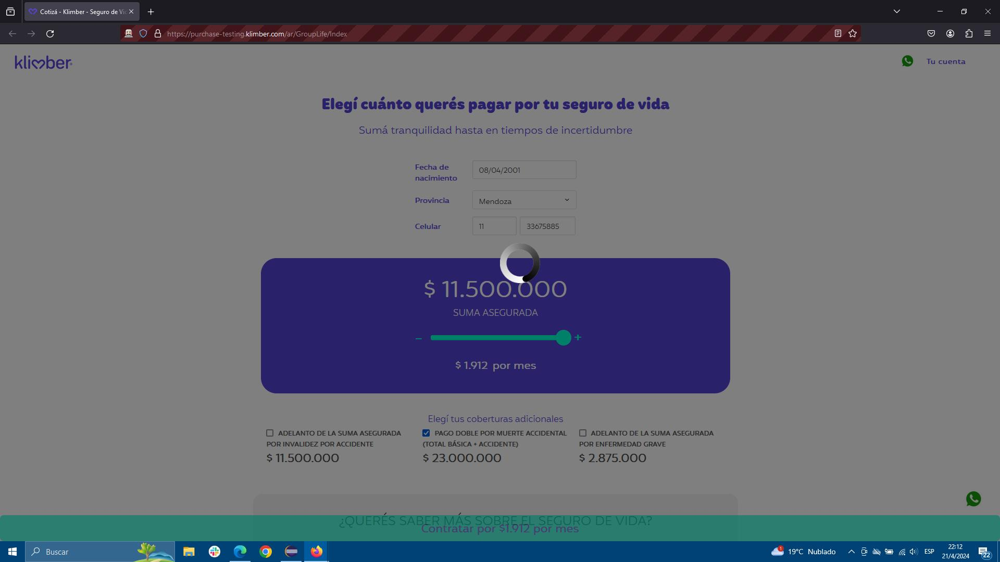 Cotizá - Klimber - Seguro de Vi
https://purchase-testing.klimber.com/ar/GroupLife/Index
klimber
Tu cuenta
Elegí cuánto querés pagar por tu seguro de vida
Sumá tranquilidad hasta en tiempos de incertidumbre
Fecha de
nacimiento
08/04/2001
Provincia
Mendoza
Celular
11
33675885
$ 11.500.000
SUMA ASEGURADA
– +
$ 1.912 por mes
Elegí tus coberturas adicionales
ADELANTO DE LA SUMA ASEGURADA
POR INVALIDEZ POR ACCIDENTE
$ 11.500.000
PAGO DOBLE POR MUERTE ACCIDENTAL
(TOTAL BÁSICA + ACCIDENTE)
$ 23.000.000
ADELANTO DE LA SUMA ASEGURADA
POR ENFERMEDAD GRAVE
$ 2.875.000
¿QUERÉS SABER MÁS SOBRE EL SEGURO DE VIDA?
Contratar por $1.912 por mes
Buscar
1
19°C Nublado
ESP
22:12
21/4/2024
22